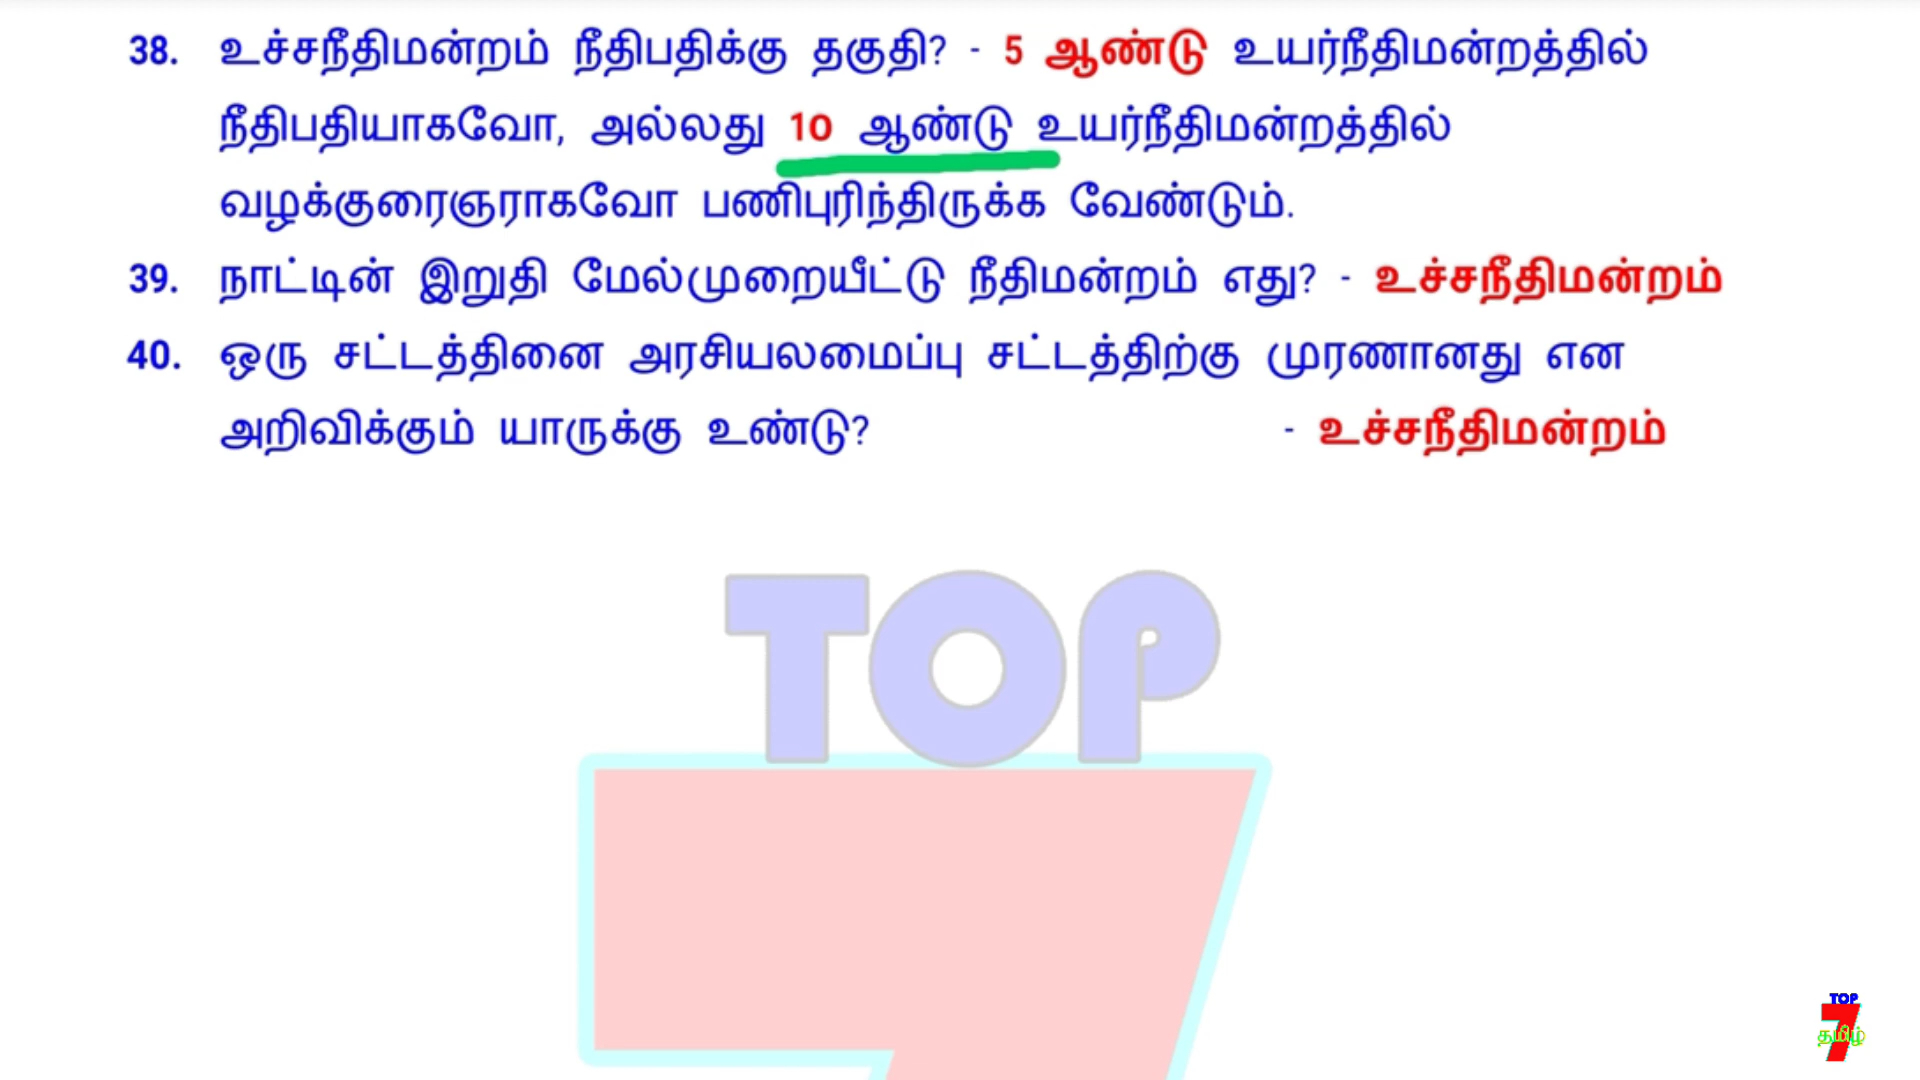 38. உச்சநீதிமன்றம் நீதிபதிக்கு தகுதி? - 5 ஆண்டு உயர்நீதிமன்றத்தில்
நீதிபதியாகவோ, அல்லது 10 ஆண்டு உயர்நீதிமன்றத்தில்
வழக்குரைஞராகவோ பணிபுரிந்திருக்க வேண்டும்.
39. நாட்டின் இறுதி மேல்முறையீட்டு நீதிமன்றம் எது? - உச்சநீதிமன்றம்
40. ஒரு சட்டத்தினை அரசியலமைப்பு சட்டத்திற்கு முரணானது என
அறிவிக்கும் யாருக்கு உண்டு? - உச்சநீதிமன்றம்
TOP
7
TOP
7
தமிழ்